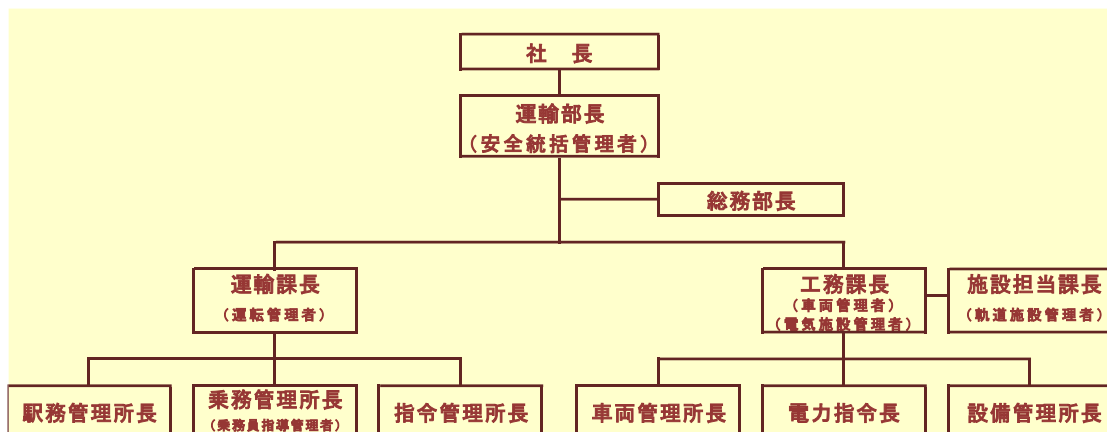 社　長
運輸部長
（安全統括管理者）
総務部長
運輸課長
（運転管理者）
工務課長
（車両管理者）
（電気施設管理者）
施設担当課長
（軌道施設管理者）
駅務管理所長
乗務管理所長
（乗務員指導管理者）
指令管理所長
車両管理所長
電力指令長
設備管理所長